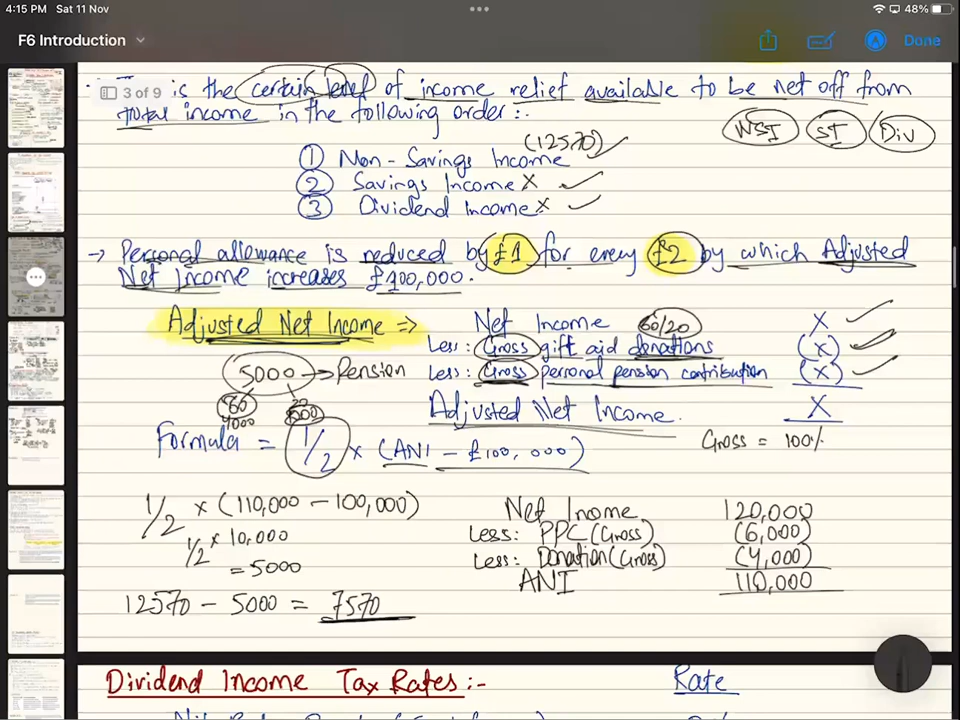 4:15 PM Sat 11 Nov
48%
F6 Introduction
Done
3 of 9
is the certain level of income relief available to be net off from
total income in the following order:-
NSI ST Div
(12570)
① Non-Savings Income
② Savings Income X
③ Dividend Income X
→ Personal allowance is reduced by £1 for every £2 by which Adjusted
Net Income increases £100,000.
Adjusted Net Income => Net Income 80/20 X
Less: Gross gift aid donations (X)
5000 → Pension Less: Gross personal pension contribution (X)
80 20
4000
Adjusted Net Income. X
Gross = 100%
Formula = 1/2 x (ANI - £100,000)
1/2 x (110,000 - 100,000)
1/2 x 10,000
= 5000
12570 - 5000 = 7570
Net Income 120,000
Less: PPC (Gross) (6,000)
Less: Donation (Gross) (4,000)
ANI 110,000
Dividend Income Tax Rates:- Rate